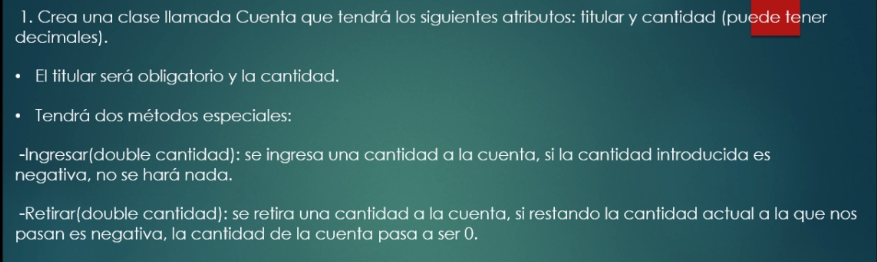 1. Crea una clase llamada Cuenta que tendrá los siguientes atributos: titular y cantidad (puede tener
decimales).
• El titular será obligatorio y la cantidad.
• Tendrá dos métodos especiales:
-Ingresar(double cantidad): se ingresa una cantidad a la cuenta, si la cantidad introducida es
negativa, no se hará nada.
-Retirar(double cantidad): se retira una cantidad a la cuenta, si restando la cantidad actual a la que nos
pasan es negativa, la cantidad de la cuenta pasa a ser 0.